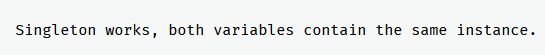 Singleton works, both variables contain the same instance.